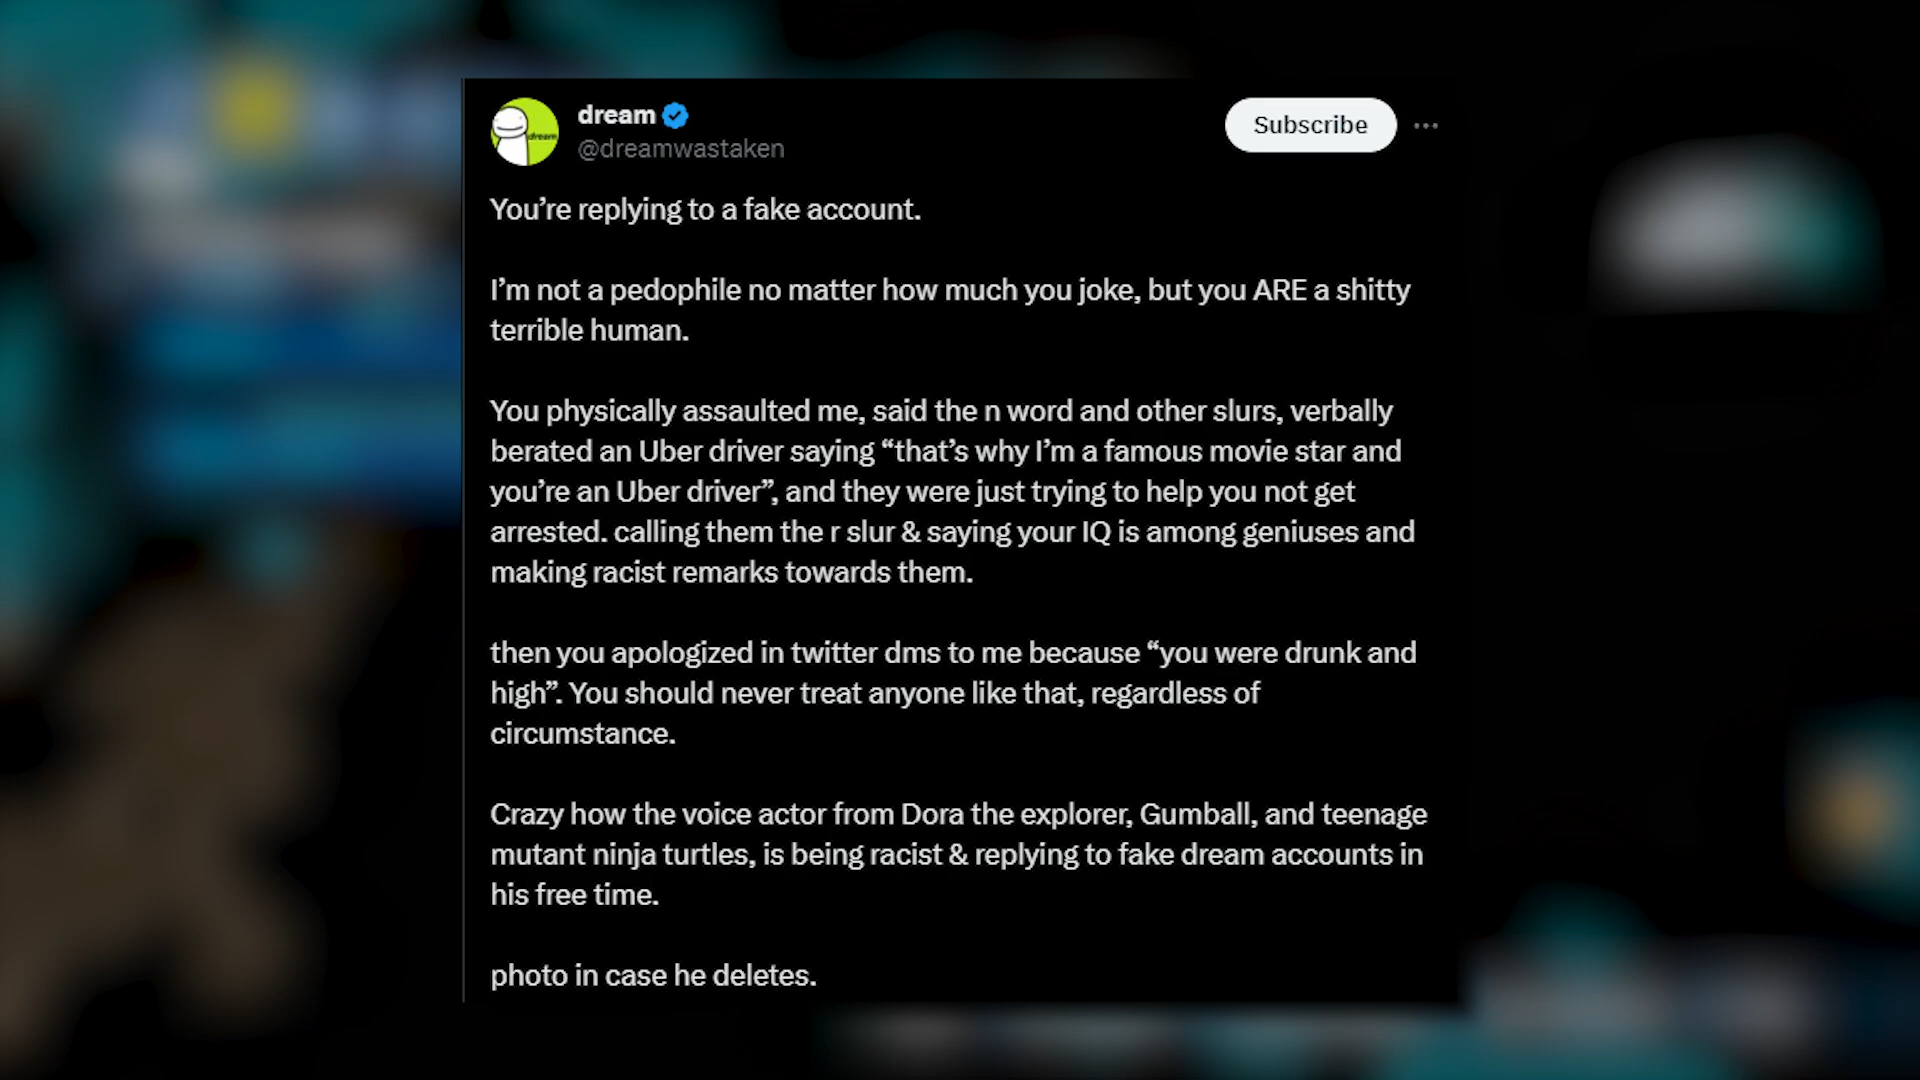 dream
@dreamwastaken
Subscribe
dream
You’re replying to a fake account.
I’m not a pedophile no matter how much you joke, but you ARE a shitty
terrible human.
You physically assaulted me, said the n word and other slurs, verbally
berated an Uber driver saying “that’s why I’m a famous movie star and
you’re an Uber driver”, and they were just trying to help you not get
arrested. calling them the r slur & saying your IQ is among geniuses and
making racist remarks towards them.
then you apologized in twitter dms to me because “you were drunk and
high”. You should never treat anyone like that, regardless of
circumstance.
Crazy how the voice actor from Dora the explorer, Gumball, and teenage
mutant ninja turtles, is being racist & replying to fake dream accounts in
his free time.
photo in case he deletes.